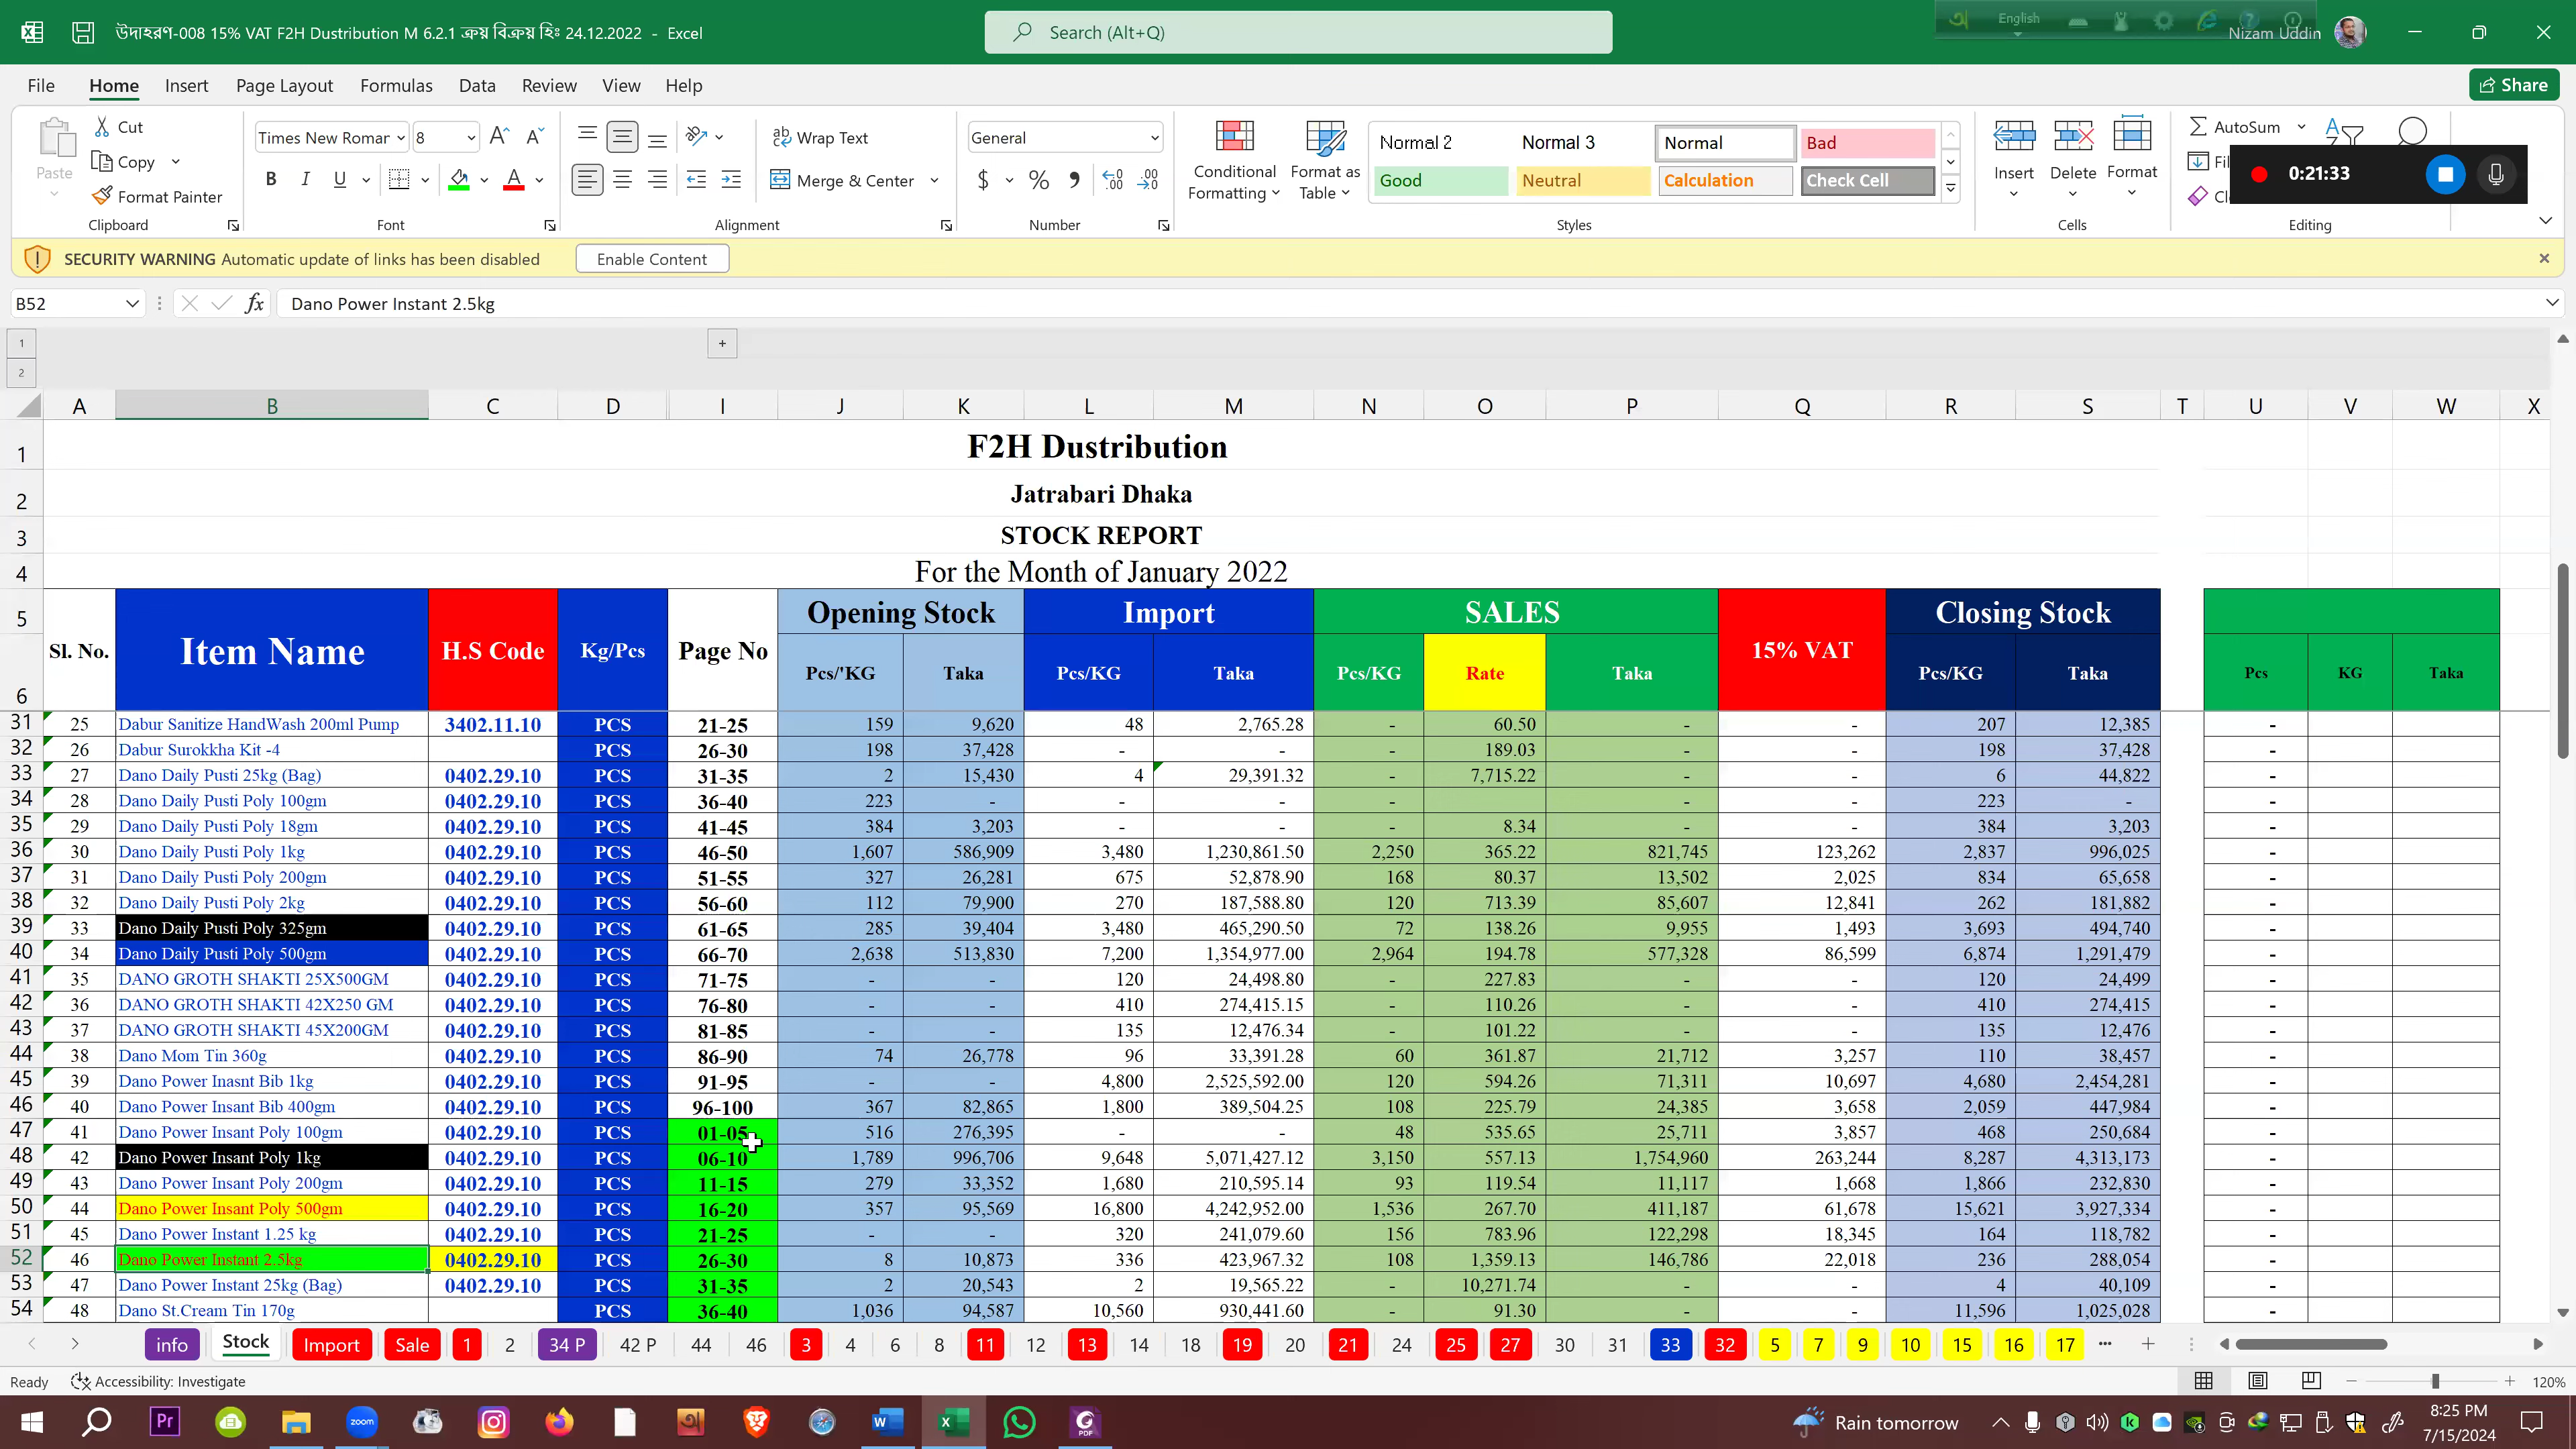 উদাহরণ-008 15% VAT F2H Dustribution M 6.2.1 ক্রয় বিক্রয় হিঃ 24.12.2022 - Excel
Search (Alt+Q)
English
Nizam Uddin
File Home Insert Page Layout Formulas Data Review View Help
Share
Paste
Cut
Copy
Format Painter
Clipboard
Times New Romar 8
B I U
Font
Wrap Text
Merge & Center
Alignment
General
Number
Conditional Formatting
Format as Table
Normal 2 Normal 3 Normal Bad
Good Neutral Calculation Check Cell
Styles
Insert Delete Format
Cells
AutoSum
0:21:33
Editing
SECURITY WARNING Automatic update of links has been disabled Enable Content
B52 fx Dano Power Instant 2.5kg
1
2
A B C D I J K L M N O P Q R S T U V W X
1 F2H Dustribution
2 Jatrabari Dhaka
3 STOCK REPORT
4 For the Month of January 2022
5 Sl. No. Item Name H.S Code Kg/Pcs Page No Opening Stock Import SALES 15% VAT Closing Stock
6 Pcs/'KG Taka Pcs/KG Taka Pcs/KG Rate Taka Pcs/KG Taka Pcs KG Taka
31 25 Dabur Sanitize HandWash 200ml Pump 3402.11.10 PCS 21-25 159 9,620 48 2,765.28 - 60.50 - - 207 12,385 -
32 26 Dabur Surokkha Kit -4 PCS 26-30 198 37,428 - - - 189.03 - - 198 37,428 -
33 27 Dano Daily Pusti 25kg (Bag) 0402.29.10 PCS 31-35 2 15,430 4 29,391.32 - 7,715.22 - - 6 44,822 -
34 28 Dano Daily Pusti Poly 100gm 0402.29.10 PCS 36-40 223 - - - - - - 223 - -
35 29 Dano Daily Pusti Poly 18gm 0402.29.10 PCS 41-45 384 3,203 - - - 8.34 - - 384 3,203 -
36 30 Dano Daily Pusti Poly 1kg 0402.29.10 PCS 46-50 1,607 586,909 3,480 1,230,861.50 2,250 365.22 821,745 123,262 2,837 996,025 -
37 31 Dano Daily Pusti Poly 200gm 0402.29.10 PCS 51-55 327 26,281 675 52,878.90 168 80.37 13,502 2,025 834 65,658 -
38 32 Dano Daily Pusti Poly 2kg 0402.29.10 PCS 56-60 112 79,900 270 187,588.80 120 713.39 85,607 12,841 262 181,882 -
39 33 Dano Daily Pusti Poly 325gm 0402.29.10 PCS 61-65 285 39,404 3,480 465,290.50 72 138.26 9,955 1,493 3,693 494,740 -
40 34 Dano Daily Pusti Poly 500gm 0402.29.10 PCS 66-70 2,638 513,830 7,200 1,354,977.00 2,964 194.78 577,328 86,599 6,874 1,291,479 -
41 35 DANO GROTH SHAKTI 25X500GM 0402.29.10 PCS 71-75 - - 120 24,498.80 - 227.83 - - 120 24,499 -
42 36 DANO GROTH SHAKTI 42X250 GM 0402.29.10 PCS 76-80 - - 410 274,415.15 - 110.26 - - 410 274,415 -
43 37 DANO GROTH SHAKTI 45X200GM 0402.29.10 PCS 81-85 - - 135 12,476.34 - 101.22 - - 135 12,476 -
44 38 Dano Mom Tin 360g 0402.29.10 PCS 86-90 74 26,778 96 33,391.28 60 361.87 21,712 3,257 110 38,457 -
45 39 Dano Power Inasnt Bib 1kg 0402.29.10 PCS 91-95 - - 4,800 2,525,592.00 120 594.26 71,311 10,697 4,680 2,454,281 -
46 40 Dano Power Insant Bib 400gm 0402.29.10 PCS 96-100 367 82,865 1,800 389,504.25 108 225.79 24,385 3,658 2,059 447,984 -
47 41 Dano Power Insant Poly 100gm 0402.29.10 PCS 01-05 516 276,395 - - 48 535.65 25,711 3,857 468 250,684 -
48 42 Dano Power Insant Poly 1kg 0402.29.10 PCS 06-10 1,789 996,706 9,648 5,071,427.12 3,150 557.13 1,754,960 263,244 8,287 4,313,173 -
49 43 Dano Power Insant Poly 200gm 0402.29.10 PCS 11-15 279 33,352 1,680 210,595.14 93 119.54 11,117 1,668 1,866 232,830 -
50 44 Dano Power Insant Poly 500gm 0402.29.10 PCS 16-20 357 95,569 16,800 4,242,952.00 1,536 267.70 411,187 61,678 15,621 3,927,334 -
51 45 Dano Power Instant 1.25 kg 0402.29.10 PCS 21-25 - - 320 241,079.60 156 783.96 122,298 18,345 164 118,782 -
52 46 Dano Power Instant 2.5kg 0402.29.10 PCS 26-30 8 10,873 336 423,967.32 108 1,359.13 146,786 22,018 236 288,054 -
53 47 Dano Power Instant 25kg (Bag) 0402.29.10 PCS 31-35 2 20,543 2 19,565.22 - 10,271.74 - - 4 40,109 -
54 48 Dano St.Cream Tin 170g PCS 36-40 1,036 94,587 10,560 930,441.60 - 91.30 - - 11,596 1,025,028 -
info Stock Import Sale 1 2 34 P 42 P 44 46 3 4 6 8 11 12 13 14 18 19 20 21 24 25 27 30 31 33 32 5 7 9 10 15 16 17
Ready Accessibility: Investigate 120%
Rain tomorrow 8:25 PM
7/15/2024